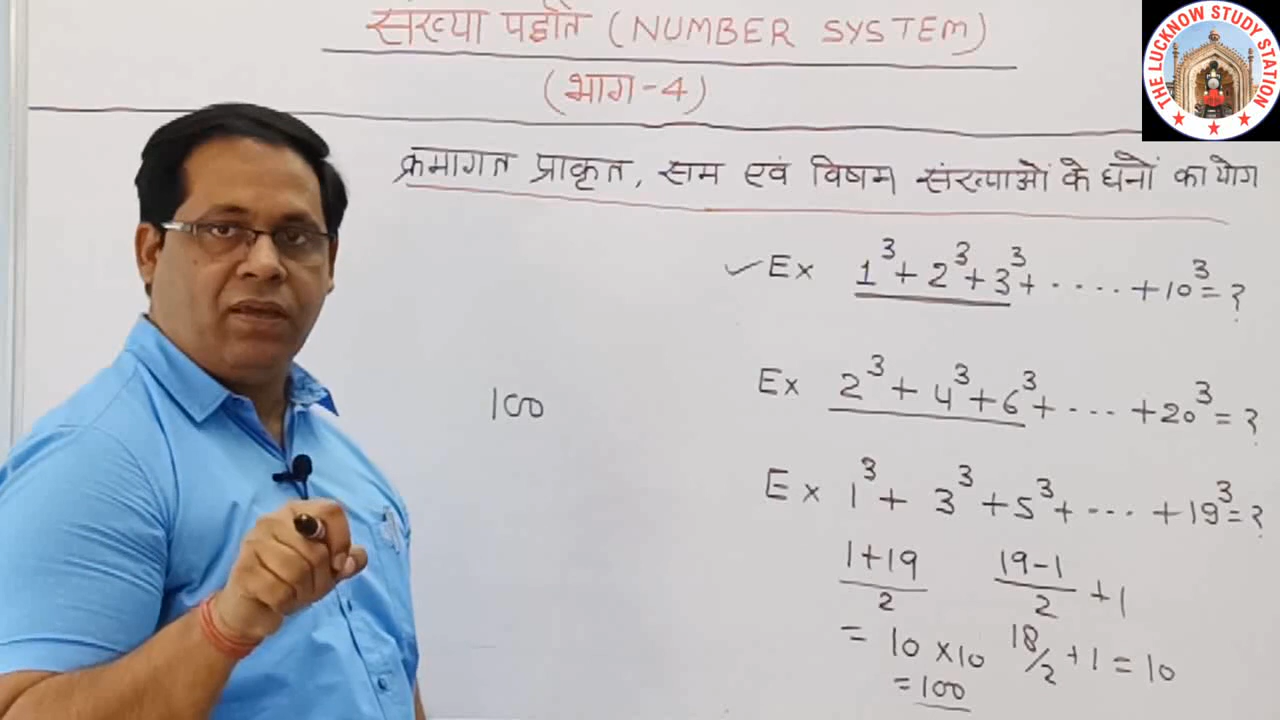 संख्या पद्धति (NUMBER SYSTEM)
(भाग-4)
THE LUCKNOW STUDY STATION
क्रमागत प्राकृत, सम एवं विषम संख्याओं के घनों का योग
✓Ex 1³+2³+3³+.....+10³=?
Ex 2³+4³+6³+....+20³=?
100
Ex 1³+3³+5³+....+19³=?
1+19/2 19-1/2 +1
= 10×10 18/2+1=10
=100